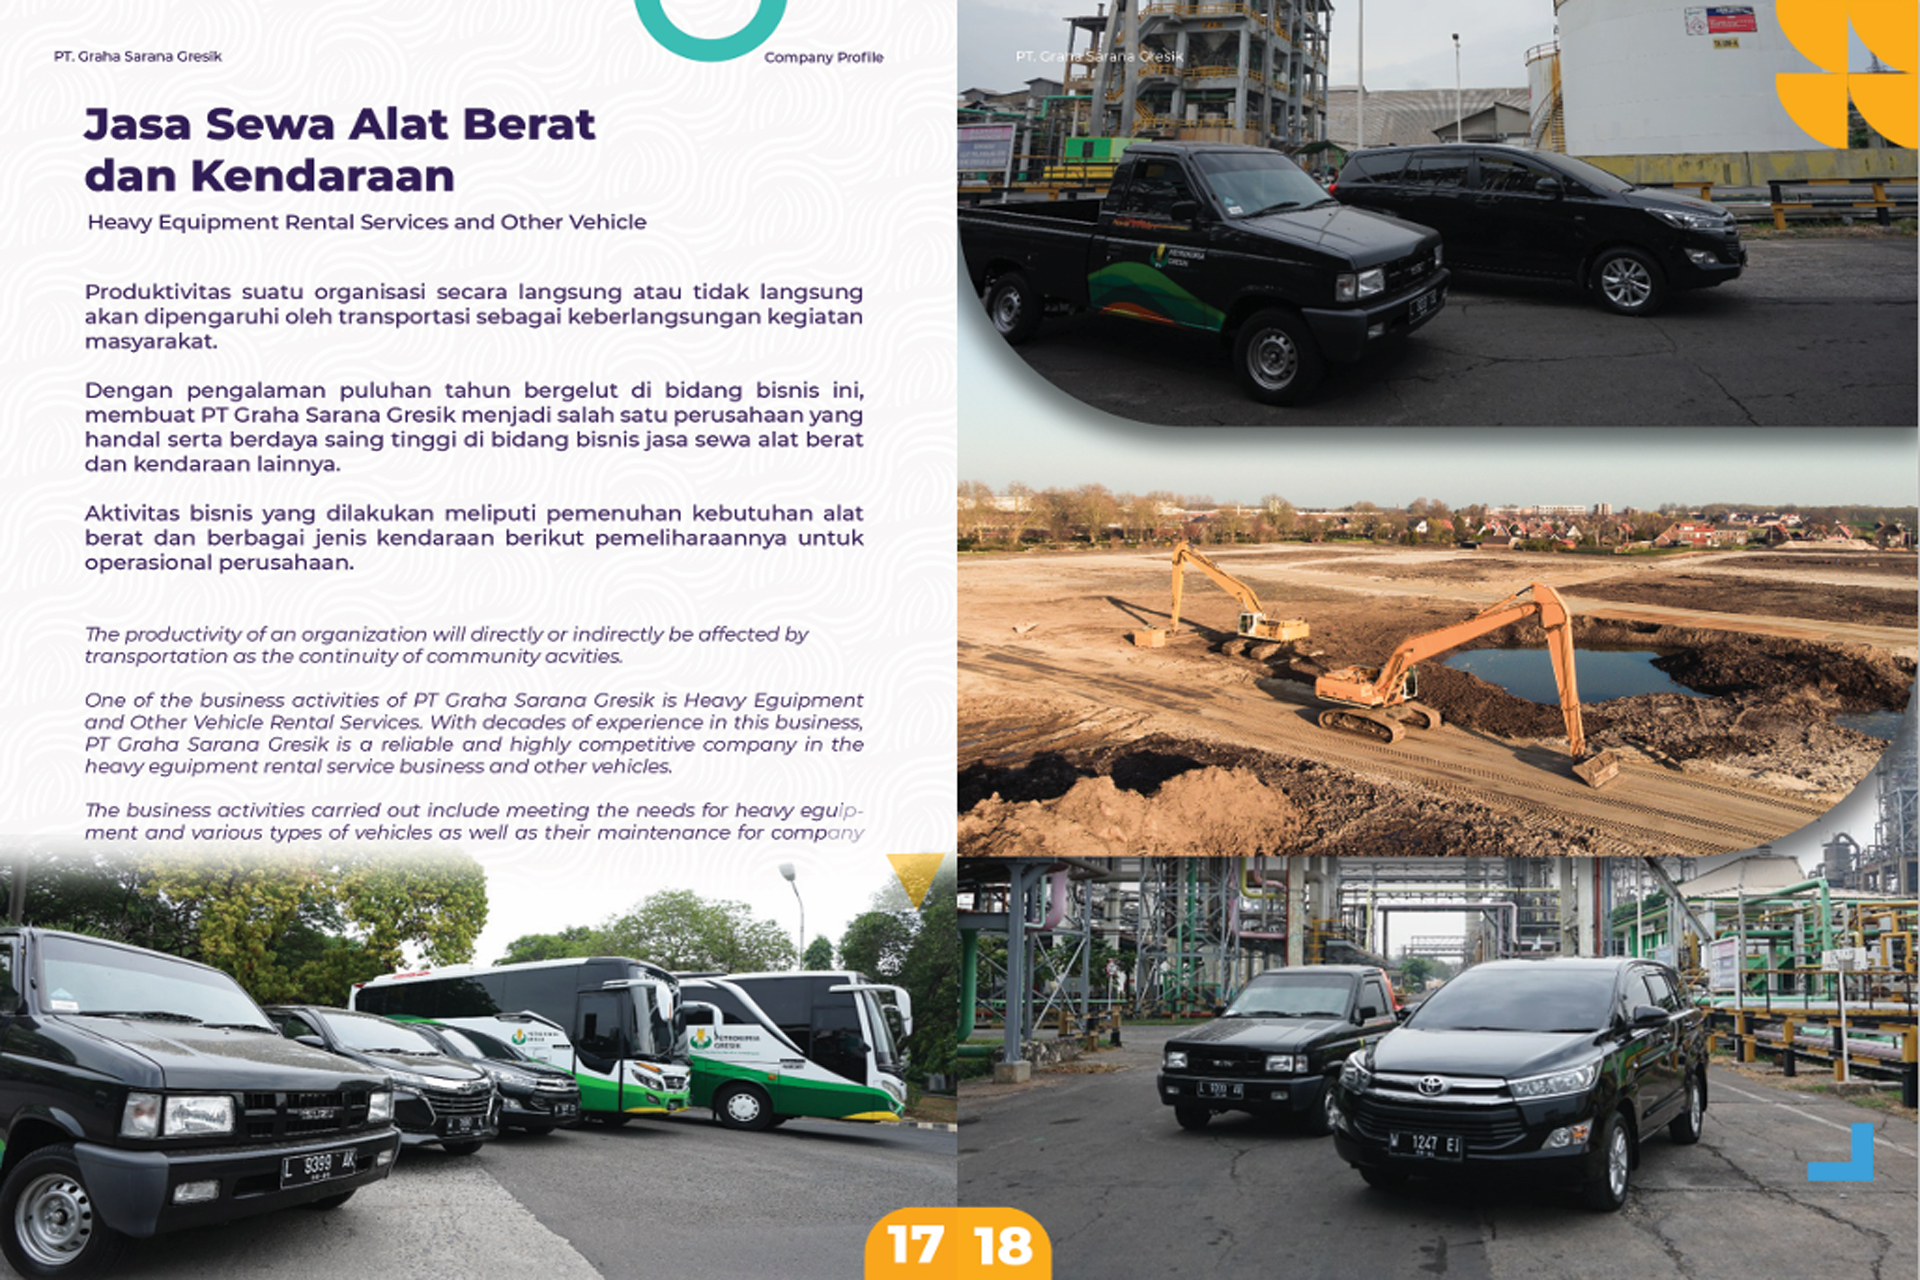 PT. Graha Sarana Gresik
Company Profile
Jasa Sewa Alat Berat
dan Kendaraan
Heavy Equipment Rental Services and Other Vehicle
Produktivitas suatu organisasi secara langsung atau tidak langsung
akan dipengaruhi oleh transportasi sebagai keberlangsungan kegiatan
masyarakat.
Dengan pengalaman puluhan tahun bergelut di bidang bisnis ini,
membuat PT Graha Sarana Gresik menjadi salah satu perusahaan yang
handal serta berdaya saing tinggi di bidang bisnis jasa sewa alat berat
dan kendaraan lainnya.
Aktivitas bisnis yang dilakukan meliputi pemenuhan kebutuhan alat
berat dan berbagai jenis kendaraan berikut pemeliharaannya untuk
operasional perusahaan.
The productivity of an organization will directly or indirectly be affected by
transportation as the continuity of community acvities.
One of the business activities of PT Graha Sarana Gresik is Heavy Equipment
and Other Vehicle Rental Services. With decades of experience in this business,
PT Graha Sarana Gresik is a reliable and highly competitive company in the
heavy equipment rental service business and other vehicles.
The business activities carried out include meeting the needs for heavy equip-
ment and various types of vehicles as well as their maintenance for company
PETROKIMIA
GRESIK
ISUZU
L 9399 AK
17
PT. Graha Sarana Gresik
PETROKIMIA
GRESIK
W 1247 EI
18